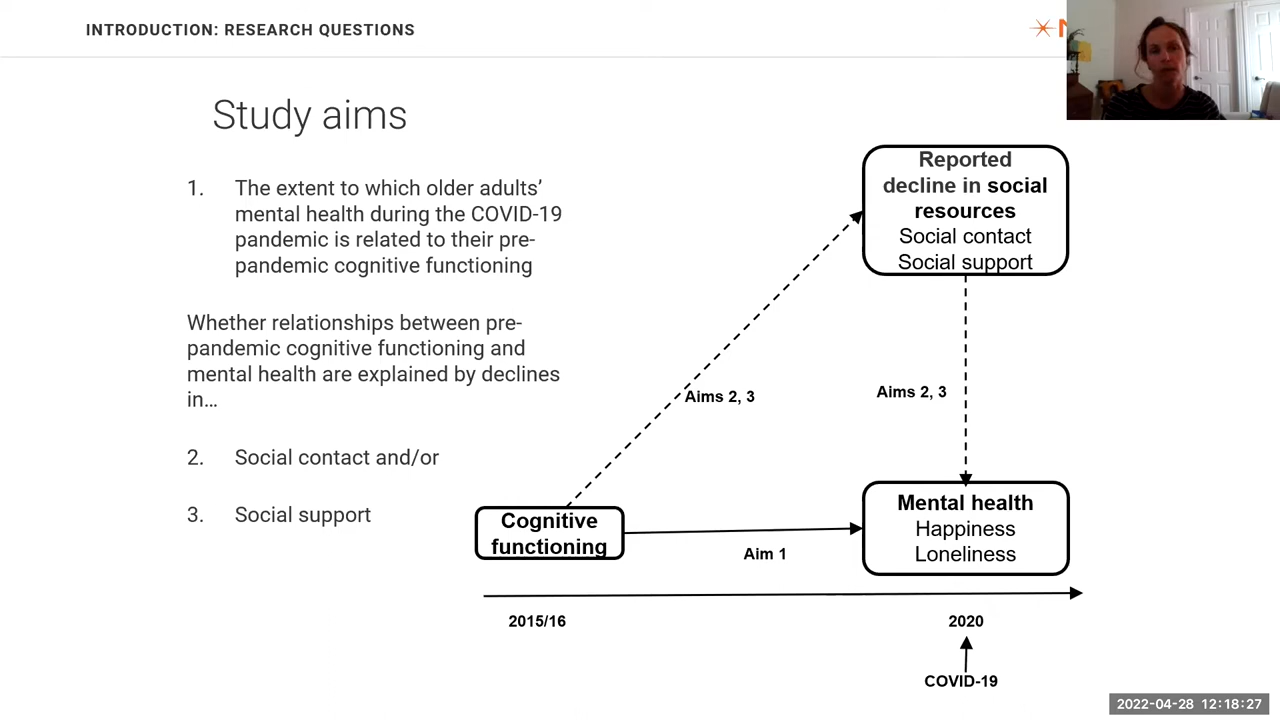 INTRODUCTION: RESEARCH QUESTIONS
Study aims
1. The extent to which older adults’
mental health during the COVID-19
pandemic is related to their pre-
pandemic cognitive functioning
Whether relationships between pre-
pandemic cognitive functioning and
mental health are explained by declines
in…
2. Social contact and/or
3. Social support
Reported
decline in social
resources
Social contact
Social support
Aims 2, 3
Aims 2, 3
Cognitive
functioning
Aim 1
Mental health
Happiness
Loneliness
2015/16
2020
COVID-19
2022-04-28 12:18:27